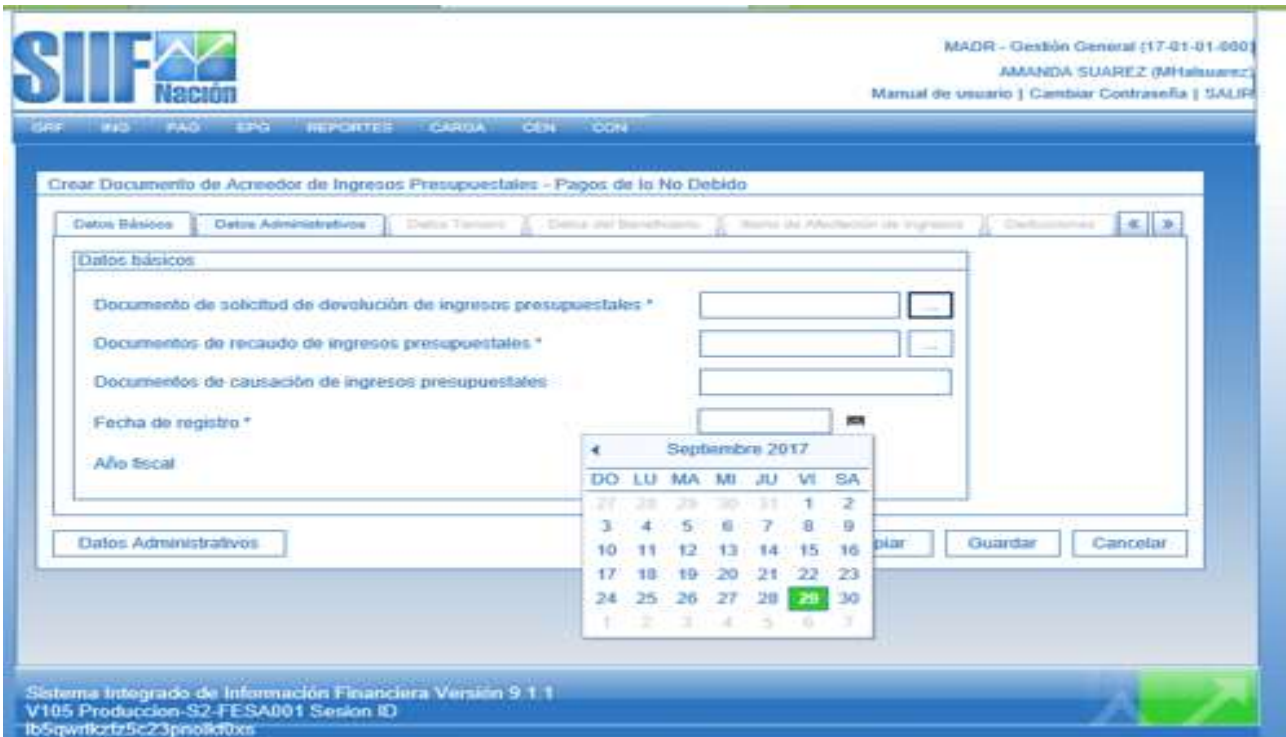 SIIF
Nación
MADR - Gestión General (17-01-01-000)
AMANDA SUAREZ (MHalsuarez)
Manual de usuario | Cambiar Contraseña | SALIR
ING PAG EPG REPORTES CARGA CEN CON
Crear Documento de Acreedor de Ingresos Presupuestales - Pagos de lo No Debido
Datos Básicos Datos Administrativos Datos Tercero Datos del Beneficiario Items de Afectación de Ingresos Deducciones « »
Datos básicos
Documento de solicitud de devolución de ingresos presupuestales * ...
Documentos de recaudo de ingresos presupuestales * ...
Documentos de causación de ingresos presupuestales
Fecha de registro *
Año fiscal
Septiembre 2017
DO LU MA MI JU VI SA
27 28 29 30 31 1 2
3 4 5 6 7 8 9
10 11 12 13 14 15 16
17 18 19 20 21 22 23
24 25 26 27 28 29 30
1 2 3 4 5 6 7
Datos Administrativos piar Guardar Cancelar
Sistema Integrado de Información Financiera Versión 9.1.1
V105 Produccion-S2-FESA001 Sesion ID